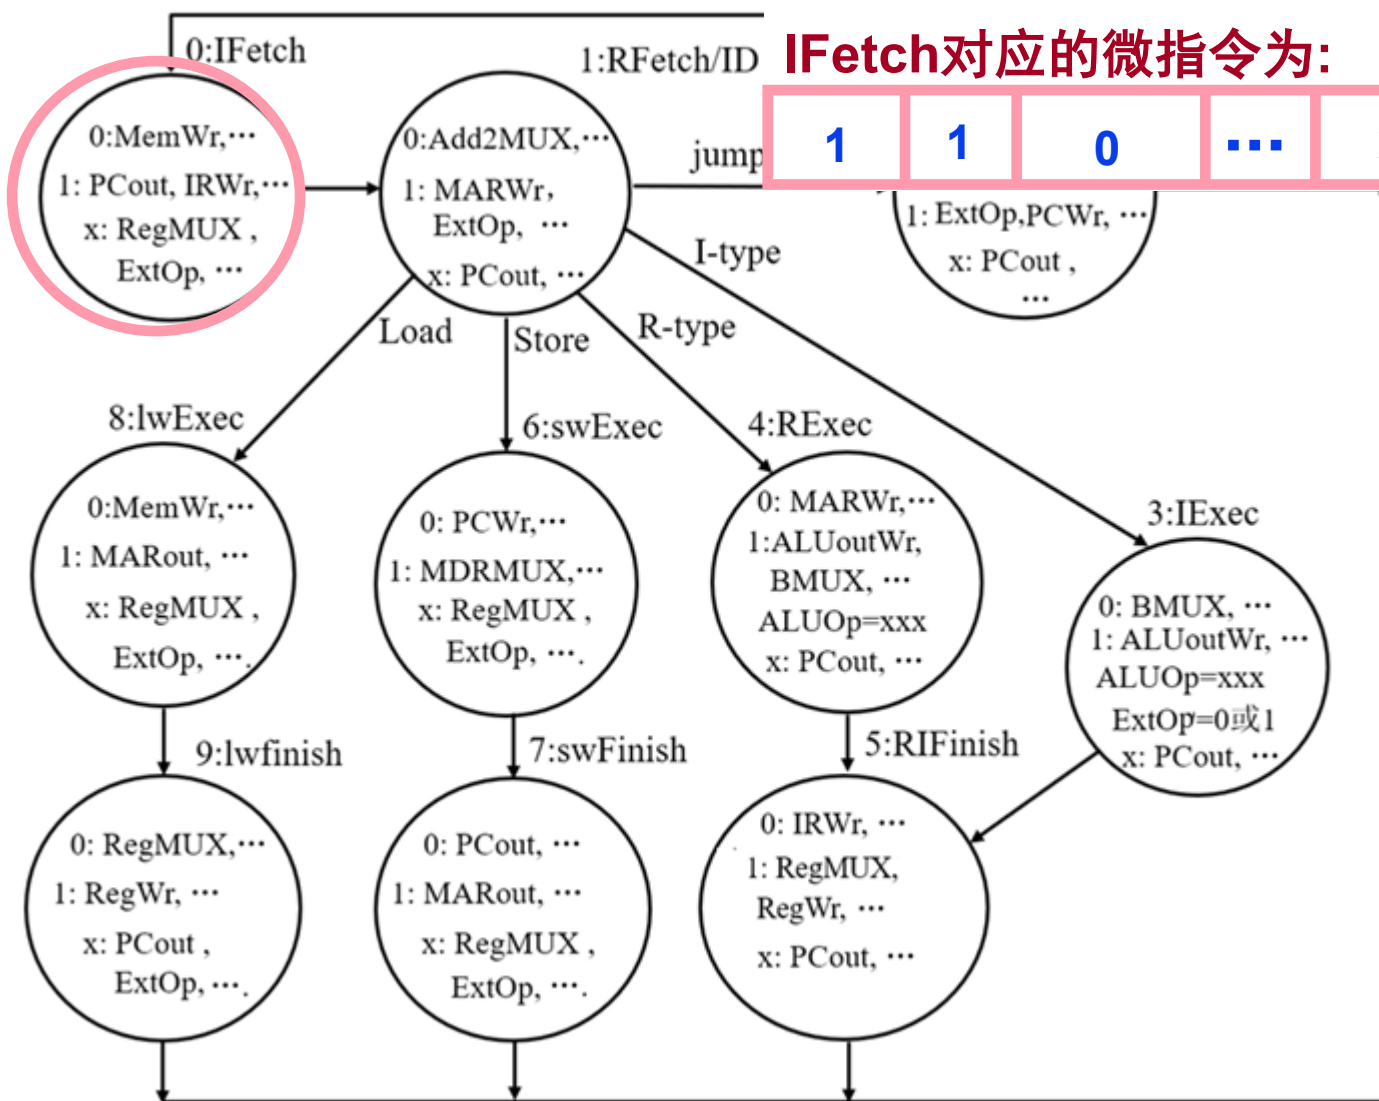 0:IFetch
1:RFetch/ID
IFetch对应的微指令为:
1 1 0 ···
0:MemWr,···
1: PCout, IRWr,···
x: RegMUX ,
ExtOp, ···
0:Add2MUX,···
1: MARWr,
ExtOp, ···
x: PCout, ···
jump
1: ExtOp,PCWr, ···
x: PCout ,
···
I-type
R-type
Load
Store
8:lwExec
6:swExec
4:RExec
3:IExec
0:MemWr,···
1: MARout, ···
x: RegMUX ,
ExtOp, ···.
0: PCWr,···
1: MDRMUX,···
x: RegMUX ,
ExtOp, ···.
0: MARWr,···
1:ALUoutWr,
BMUX, ···
ALUOp=xxx
x: PCout, ···
0: BMUX, ···
1: ALUoutWr, ···
ALUOp=xxx
ExtOp=0或1
x: PCout, ···
9:lwfinish
7:swFinish
5:RIFinish
0: RegMUX,···
1: RegWr, ···
x: PCout ,
ExtOp, ···.
0: PCout, ···
1: MARout, ···
x: RegMUX ,
ExtOp, ···.
0: IRWr, ···
1: RegMUX,
RegWr, ···
x: PCout, ···